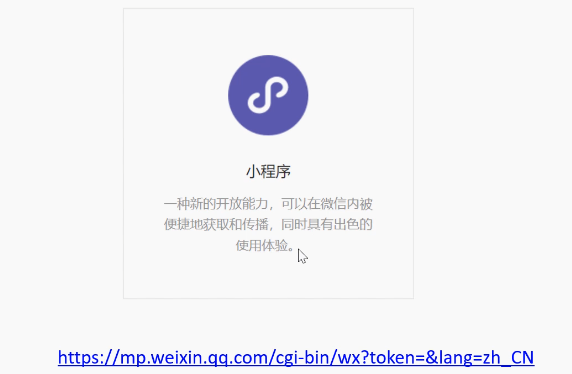 小程序
一种新的开放能力，可以在微信内被
便捷地获取和传播，同时具有出色的
使用体验。
https://mp.weixin.qq.com/cgi-bin/wx?token=&lang=zh_CN